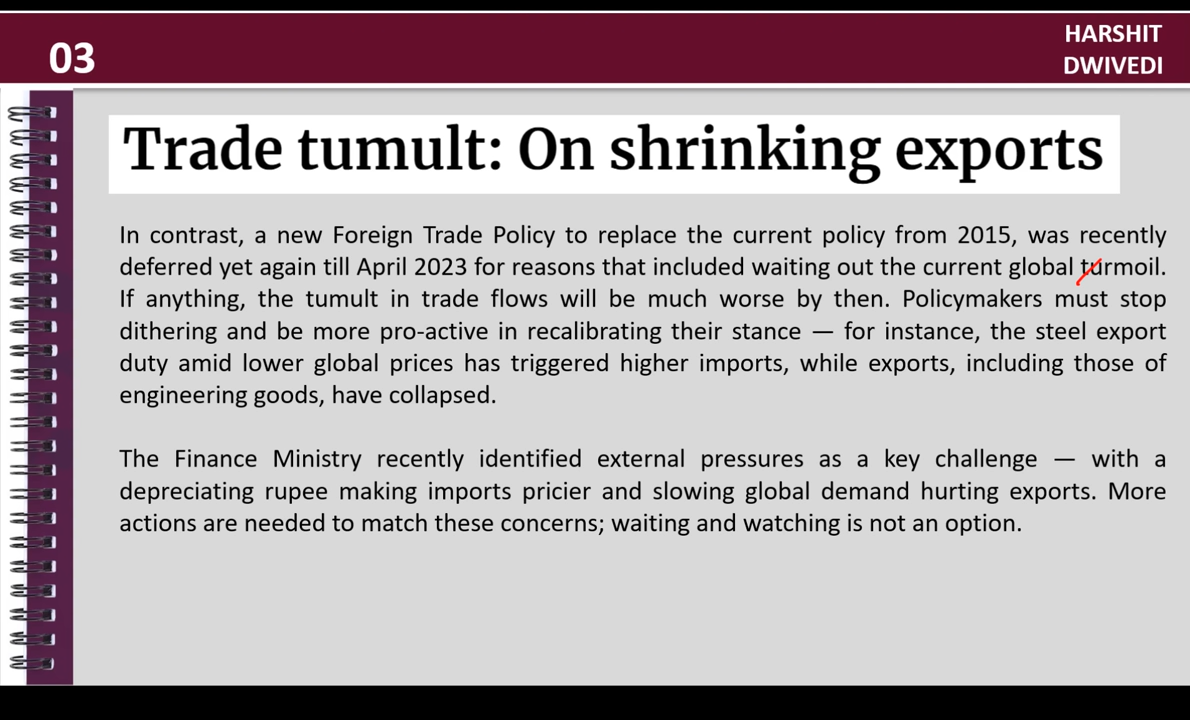 03
HARSHIT
DWIVEDI
Trade tumult: On shrinking exports
In contrast, a new Foreign Trade Policy to replace the current policy from 2015, was recently
deferred yet again till April 2023 for reasons that included waiting out the current global turmoil.
If anything, the tumult in trade flows will be much worse by then. Policymakers must stop
dithering and be more pro-active in recalibrating their stance — for instance, the steel export
duty amid lower global prices has triggered higher imports, while exports, including those of
engineering goods, have collapsed.
The Finance Ministry recently identified external pressures as a key challenge — with a
depreciating rupee making imports pricier and slowing global demand hurting exports. More
actions are needed to match these concerns; waiting and watching is not an option.